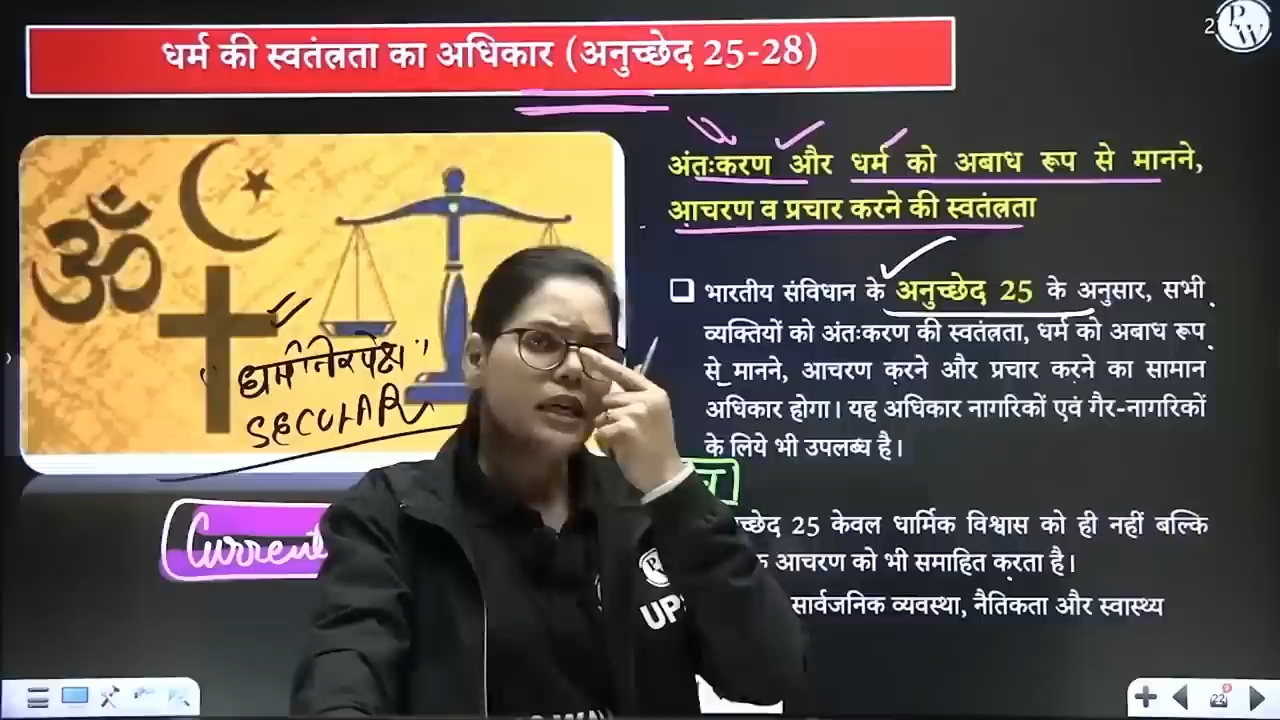 धर्म की स्वतंत्रता का अधिकार (अनुच्छेद 25-28)
PW
अंतःकरण और धर्म को अबाध रूप से मानने,
आचरण व प्रचार करने की स्वतंत्रता
भारतीय संविधान के अनुच्छेद 25 के अनुसार, सभी
व्यक्तियों को अंतःकरण की स्वतंत्रता, धर्म को अबाध रूप
से मानने, आचरण करने और प्रचार करने का सामान
अधिकार होगा। यह अधिकार नागरिकों एवं गैर-नागरिकों
के लिये भी उपलब्ध है।
25 केवल धार्मिक विश्वास को ही नहीं बल्कि
आचरण को भी समाहित करता है।
सार्वजनिक व्यवस्था, नैतिकता और स्वास्थ्य
ॐ
"धर्मनिरपेक्ष"
SECULAR
Current
UPS
22